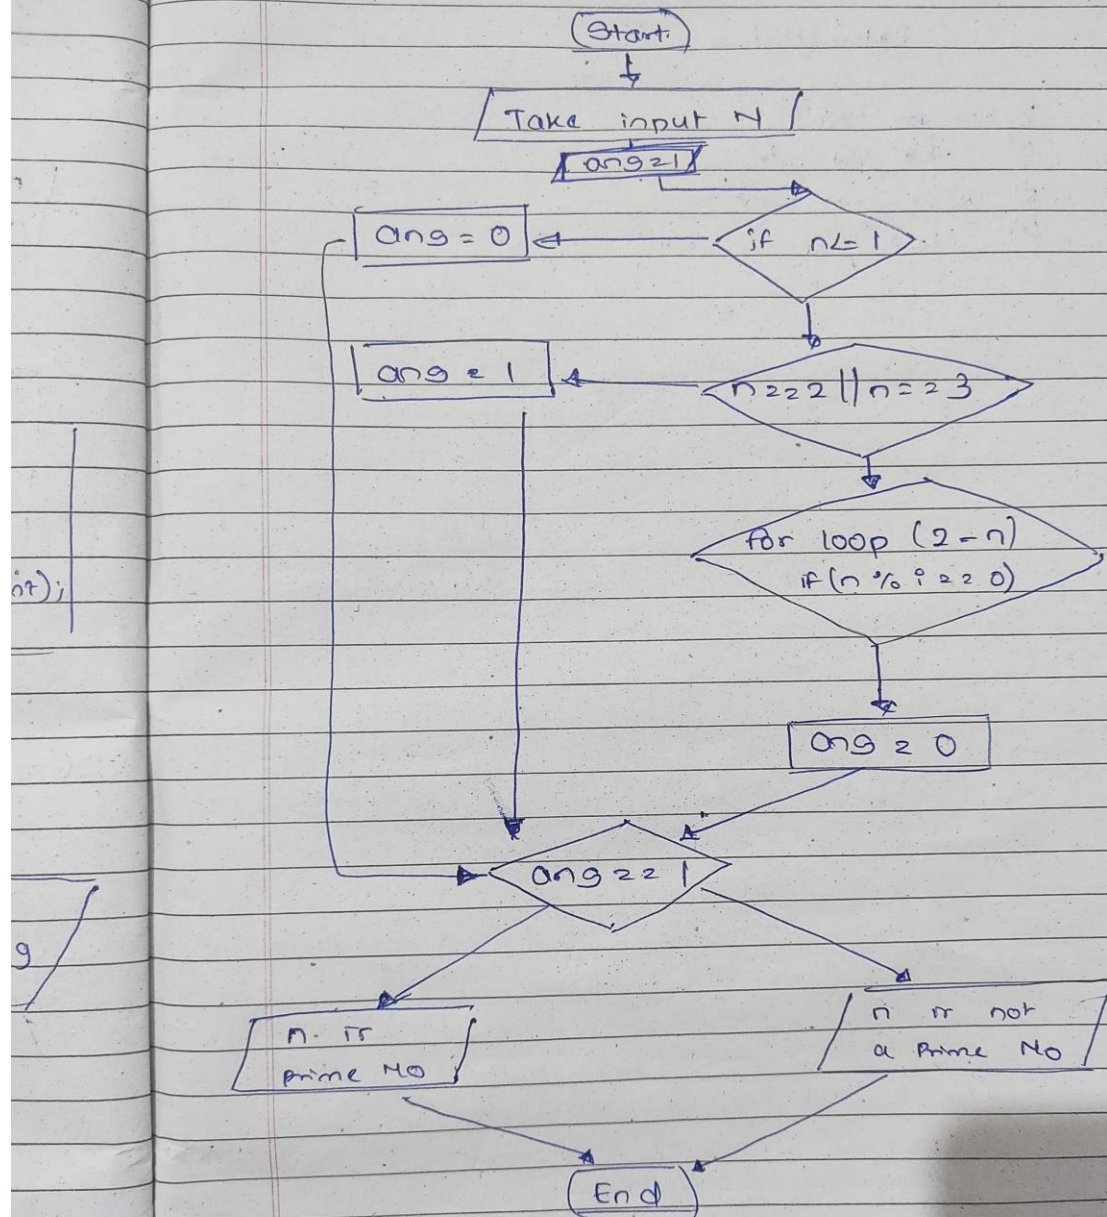 Start
Take input N
ans=1
if n<=1
ans = 0
n==2 || n==3
ans = 1
for loop (2-n)
if (n % i == 0)
ans = 0
ans == 1
n is
prime No
n is not
a Prime No
End
nt);
g